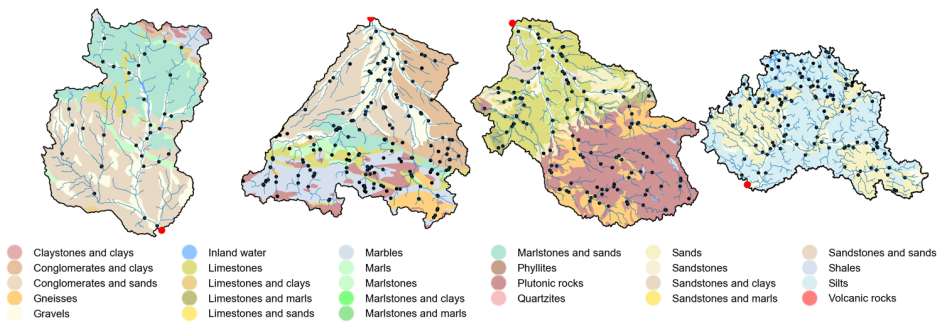 Claystones and clays
Conglomerates and clays
Conglomerates and sands
Gneisses
Gravels
Inland water
Limestones
Limestones and clays
Limestones and marls
Limestones and sands
Marbles
Marls
Marlstones
Marlstones and clays
Marlstones and marls
Marlstones and sands
Phyllites
Plutonic rocks
Quartzites
Sands
Sandstones
Sandstones and clay
Sandstones and marls
Sandstones and sands
Shales
Silts
Volcanic rocks